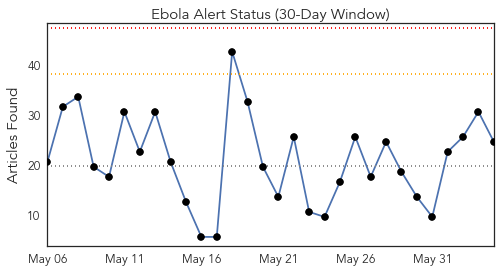 Ebola Alert Status (30-Day Window)
Articles Found
40
30
20
10
May 06 May 11 May 16 May 21 May 26 May 31